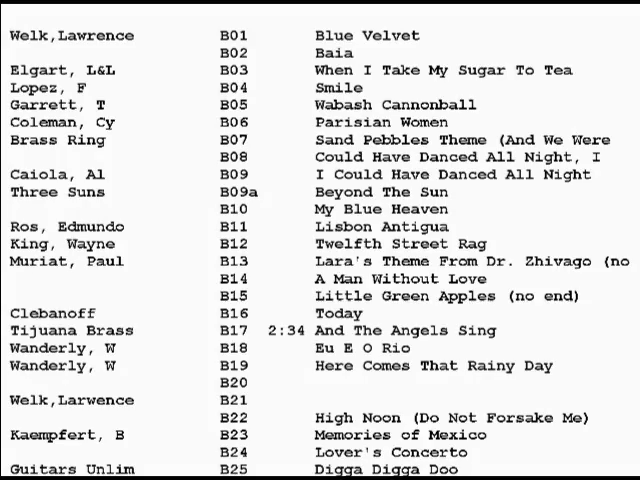 Welk,Lawrence B01 Blue Velvet
B02 Baia
Elgart, L&L B03 When I Take My Sugar To Tea
Lopez, F B04 Smile
Garrett, T B05 Wabash Cannonball
Coleman, Cy B06 Parisian Women
Brass Ring B07 Sand Pebbles Theme (And We Were
B08 Could Have Danced All Night, I
Caiola, Al B09 I Could Have Danced All Night
Three Suns B09a Beyond The Sun
B10 My Blue Heaven
Ros, Edmundo B11 Lisbon Antigua
King, Wayne B12 Twelfth Street Rag
Muriat, Paul B13 Lara's Theme From Dr. Zhivago (no
B14 A Man Without Love
B15 Little Green Apples (no end)
Clebanoff B16 Today
Tijuana Brass B17 2:34 And The Angels Sing
Wanderly, W B18 Eu E O Rio
Wanderly, W B19 Here Comes That Rainy Day
B20
Welk,Larwence B21
B22 High Noon (Do Not Forsake Me)
Kaempfert, B B23 Memories of Mexico
B24 Lover's Concerto
Guitars Unlim B25 Digga Digga Doo